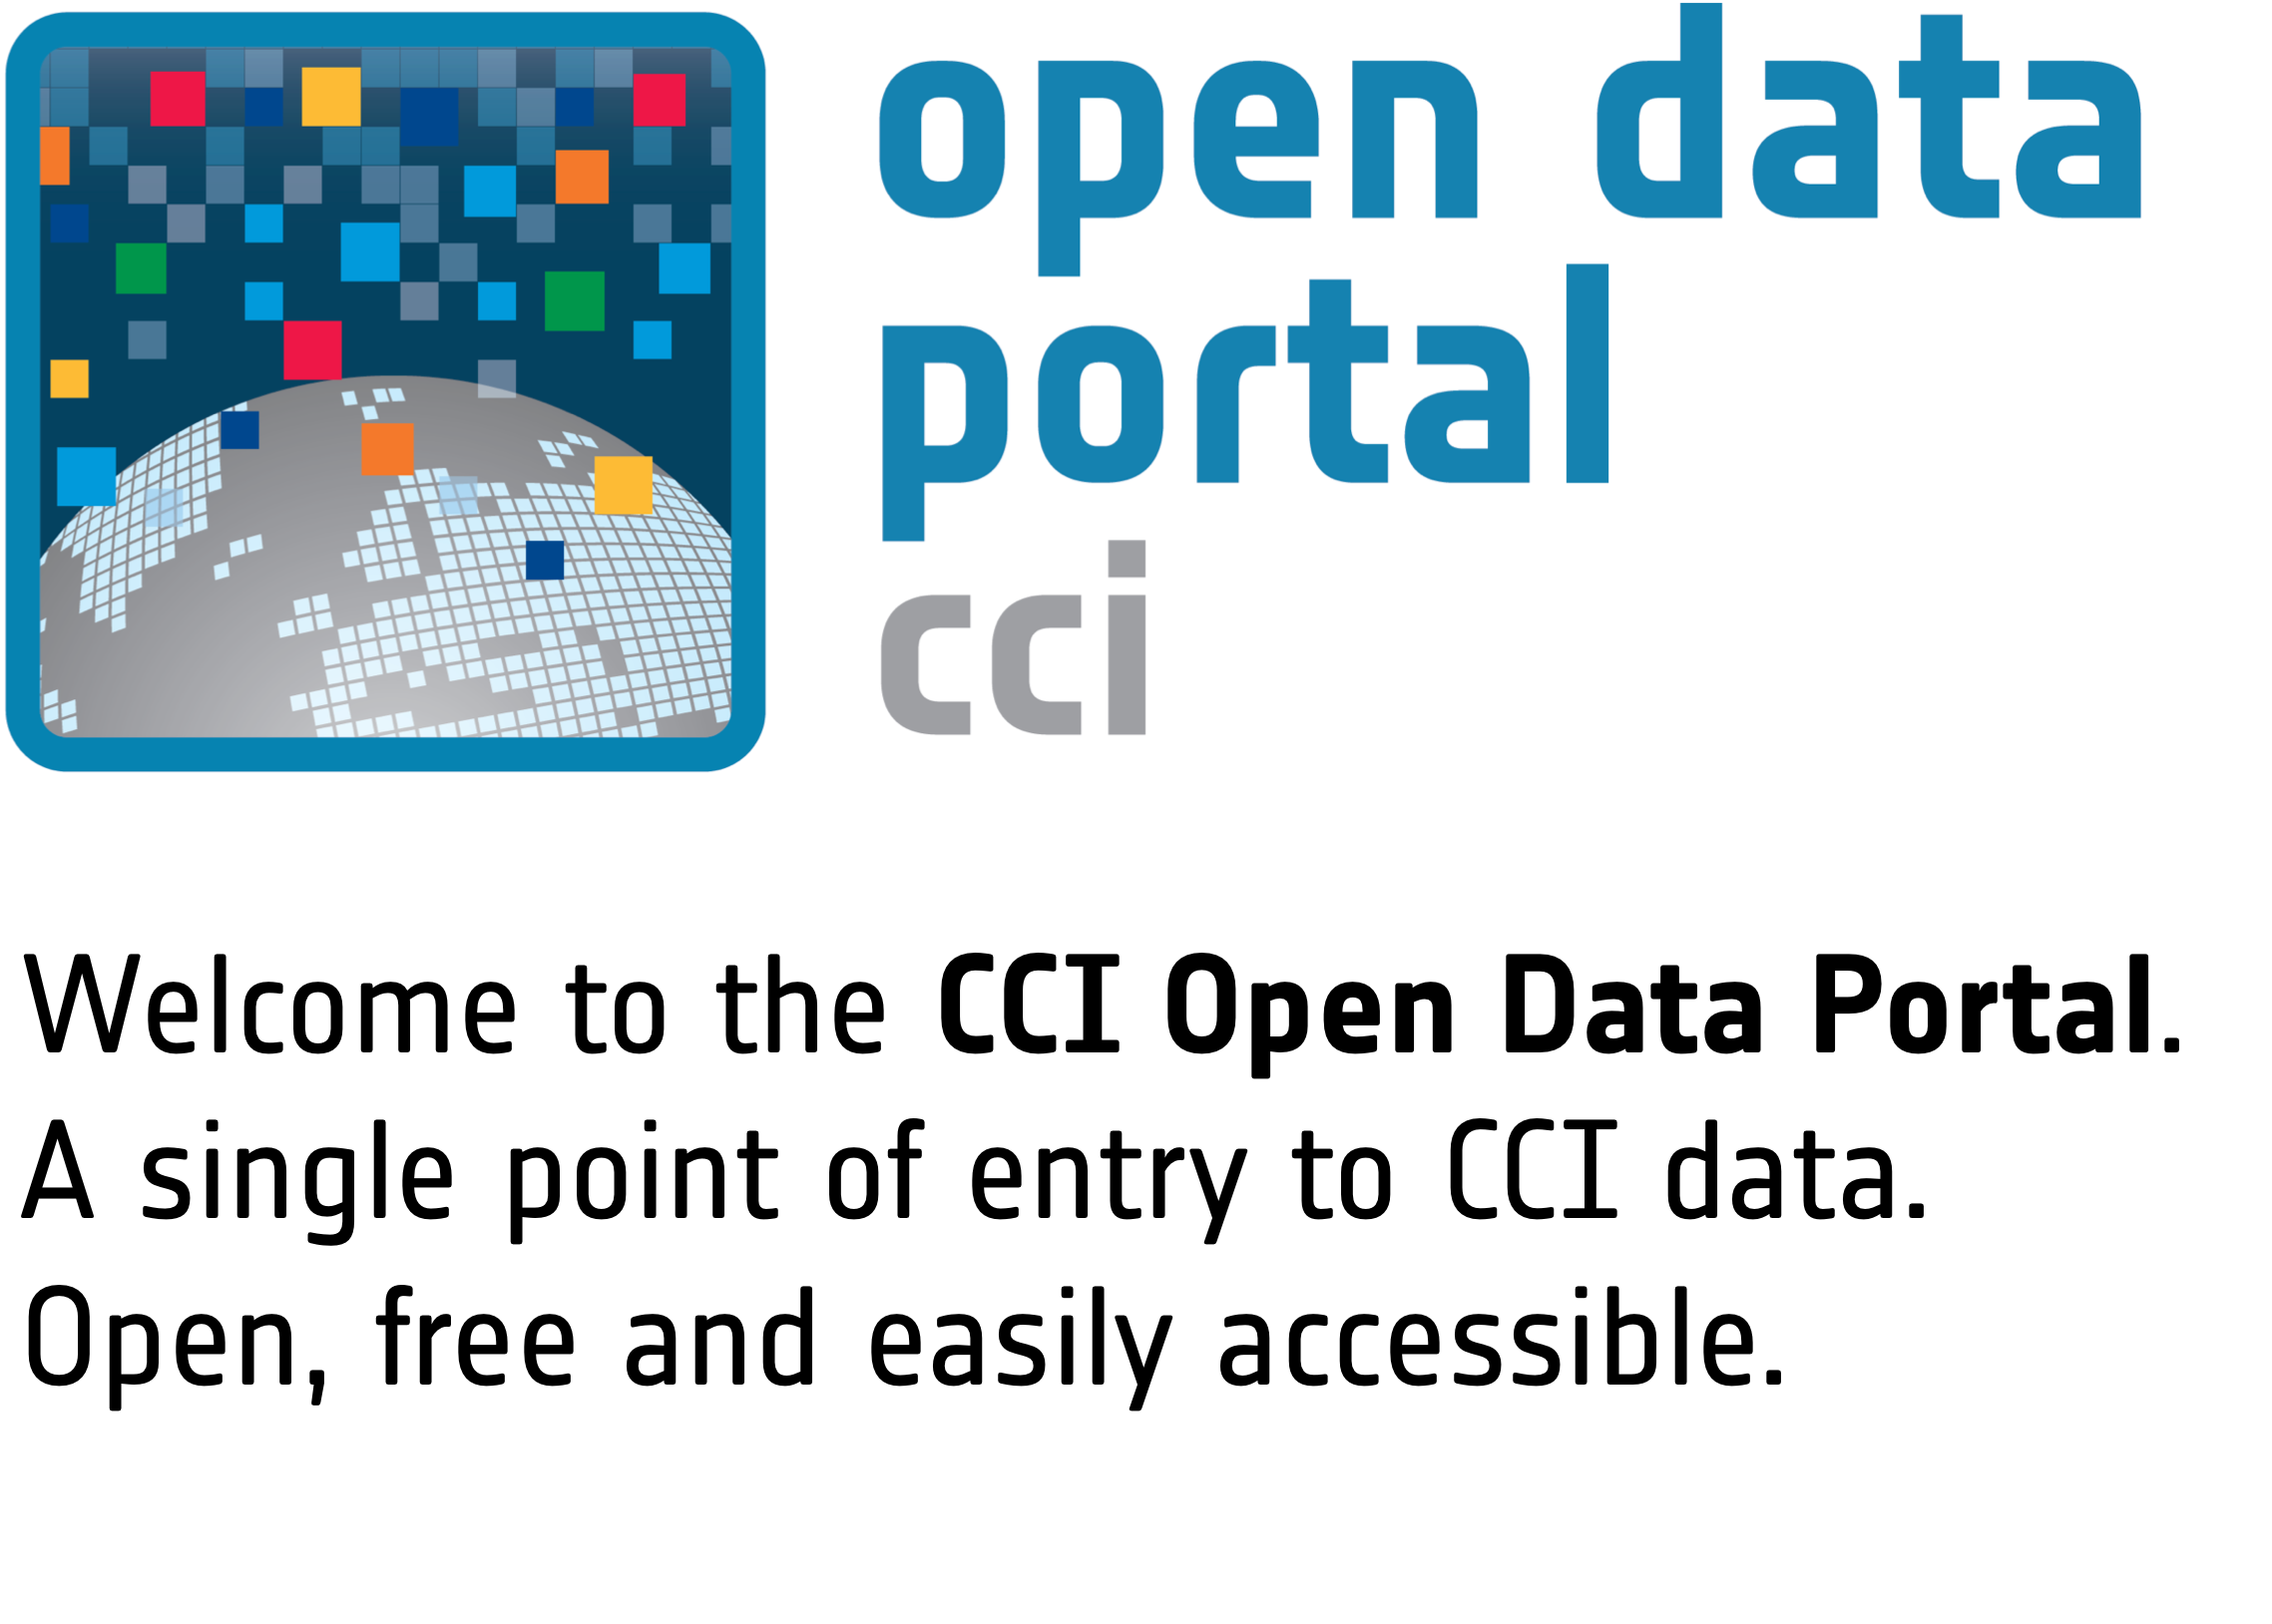 open data
portal
cci
Welcome to the CCI Open Data Portal.
A single point of entry to CCI data.
Open, free and easily accessible.